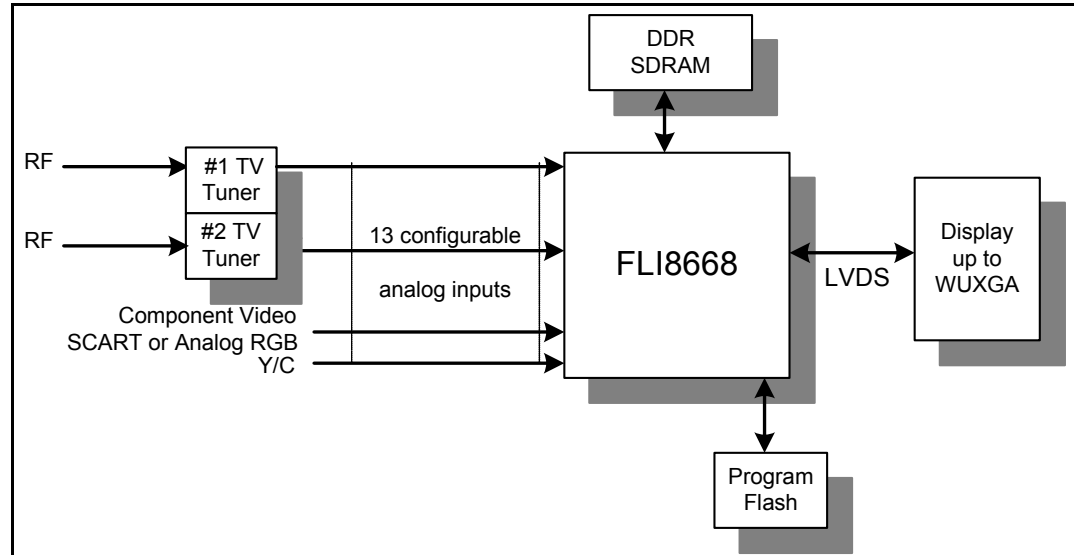 DDR
SDRAM
RF
#1 TV
Tuner
RF
#2 TV
Tuner
13 configurable
analog inputs
Component Video
SCART or Analog RGB
Y/C
FLI8668
LVDS
Display
up to
WUXGA
Program
Flash